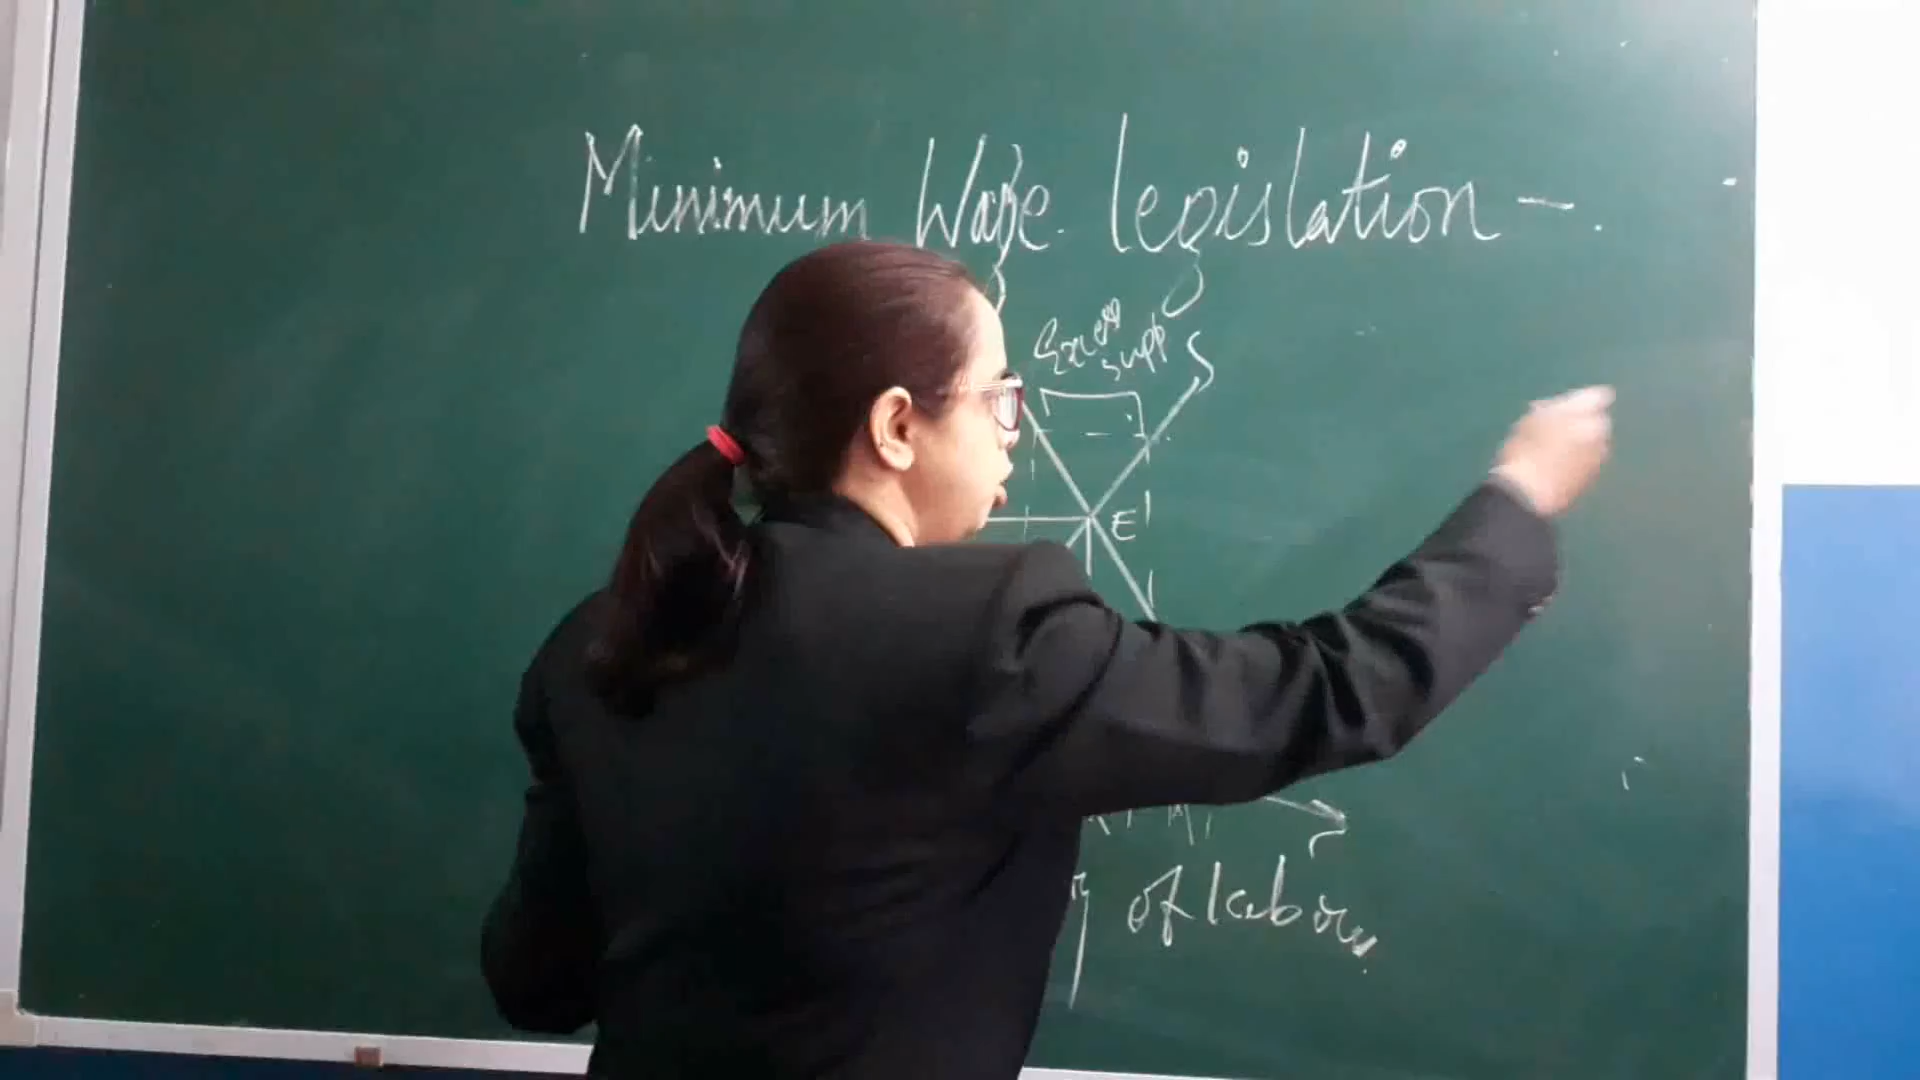 Minimum Wage legislation -.
Excess
supp
S
E
of labour